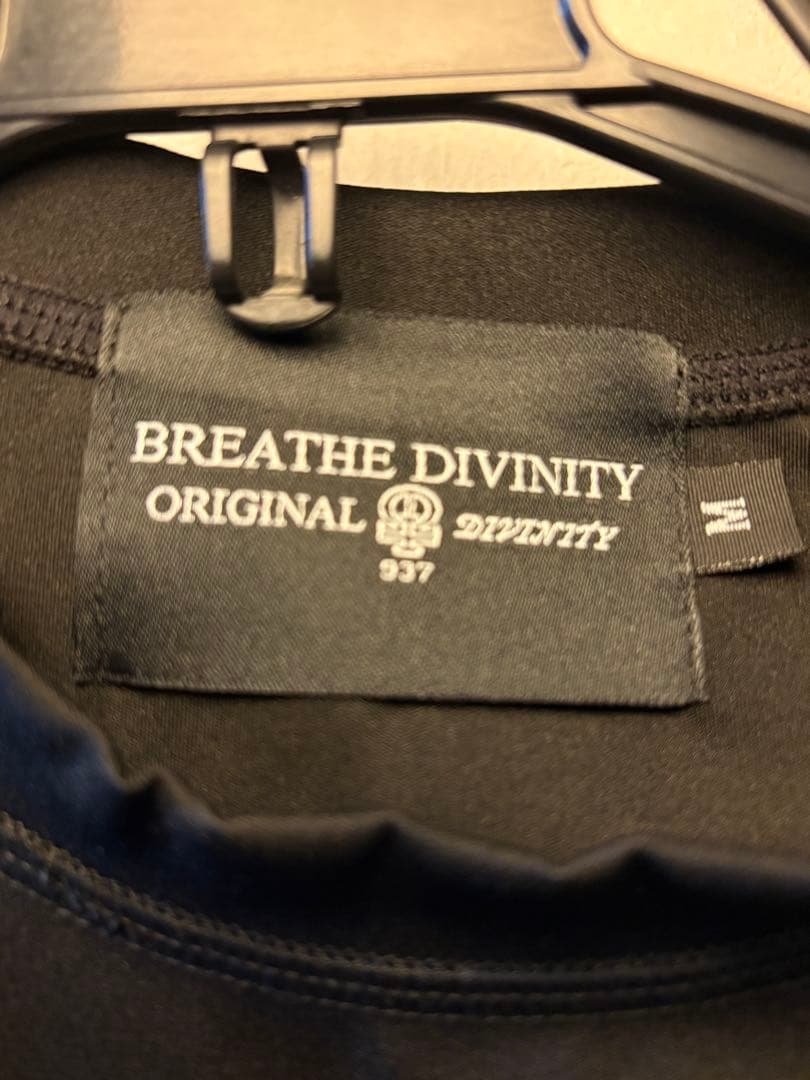 BREATHE DIVINITY
ORIGINAL DIVINITY
937
M